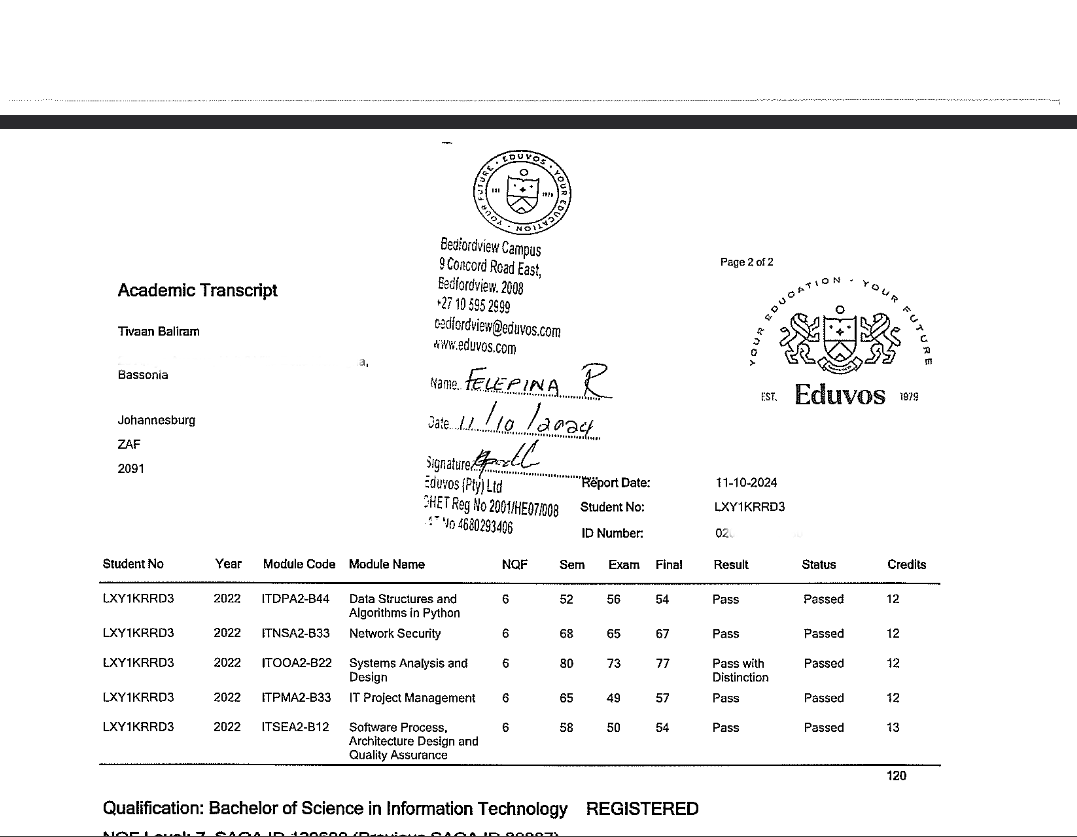 YOUR FUTURE · EDUVOS · YOUR EDUCATION ·
Bedfordview Campus
9 Concord Road East,
Bedfordview. 2008
+27 10 595 2999
bedfordview@eduvos.com
www.eduvos.com
Name. FELEPINA R
Date 11/10/2024
Signature
Eduvos (Pty) Ltd
DHET Reg No 2001/HE07/008
No 4680293406
Page 2 of 2
YOUR EDUCATION · YOUR FUTURE
EST. Eduvos 1979
Academic Transcript
Tivaan Baliram
a,
Bassonia
Johannesburg
ZAF
2091
Report Date: 11-10-2024
Student No: LXY1KRRD3
ID Number: 02
Student No Year Module Code Module Name NQF Sem Exam Final Result Status Credits
LXY1KRRD3 2022 ITDPA2-B44 Data Structures and 6 52 56 54 Pass Passed 12
Algorithms in Python
LXY1KRRD3 2022 ITNSA2-B33 Network Security 6 68 65 67 Pass Passed 12
LXY1KRRD3 2022 ITOOA2-B22 Systems Analysis and 6 80 73 77 Pass with Passed 12
Design Distinction
LXY1KRRD3 2022 ITPMA2-B33 IT Project Management 6 65 49 57 Pass Passed 12
LXY1KRRD3 2022 ITSEA2-B12 Software Process, 6 58 50 54 Pass Passed 13
Architecture Design and
Quality Assurance
120
Qualification: Bachelor of Science in Information Technology REGISTERED